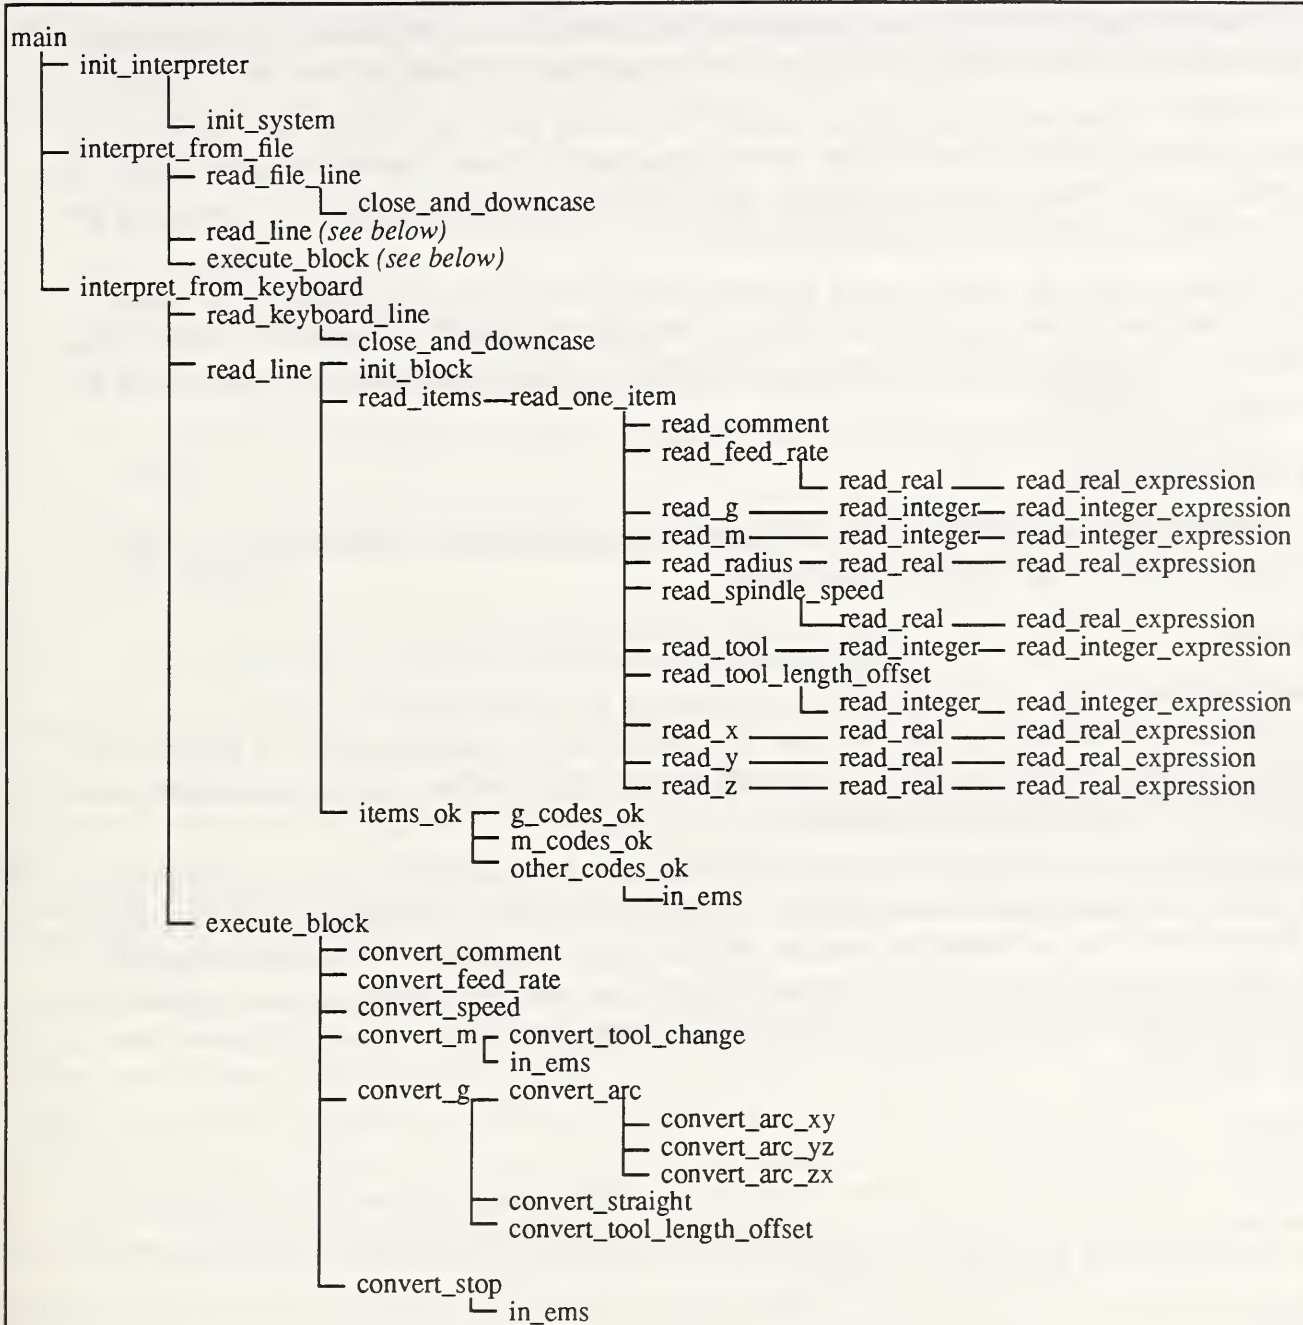 main
init_interpreter
init_system
interpret_from_file
read_file_line
close_and_downcase
read_line (see below)
execute_block (see below)
interpret_from_keyboard
read_keyboard_line
close_and_downcase
read_line init_block
read_items read_one_item
read_comment
read_feed_rate
read_real read_real_expression
read_g read_integer read_integer_expression
read_m read_integer read_integer_expression
read_radius read_real read_real_expression
read_spindle_speed
read_real read_real_expression
read_tool read_integer read_integer_expression
read_tool_length_offset
read_integer read_integer_expression
read_x read_real read_real_expression
read_y read_real read_real_expression
read_z read_real read_real_expression
items_ok g_codes_ok
m_codes_ok
other_codes_ok
in_ems
execute_block
convert_comment
convert_feed_rate
convert_speed
convert_m convert_tool_change
in_ems
convert_g convert_arc
convert_arc_xy
convert_arc_yz
convert_arc_zx
convert_straight
convert_tool_length_offset
convert_stop
in_ems